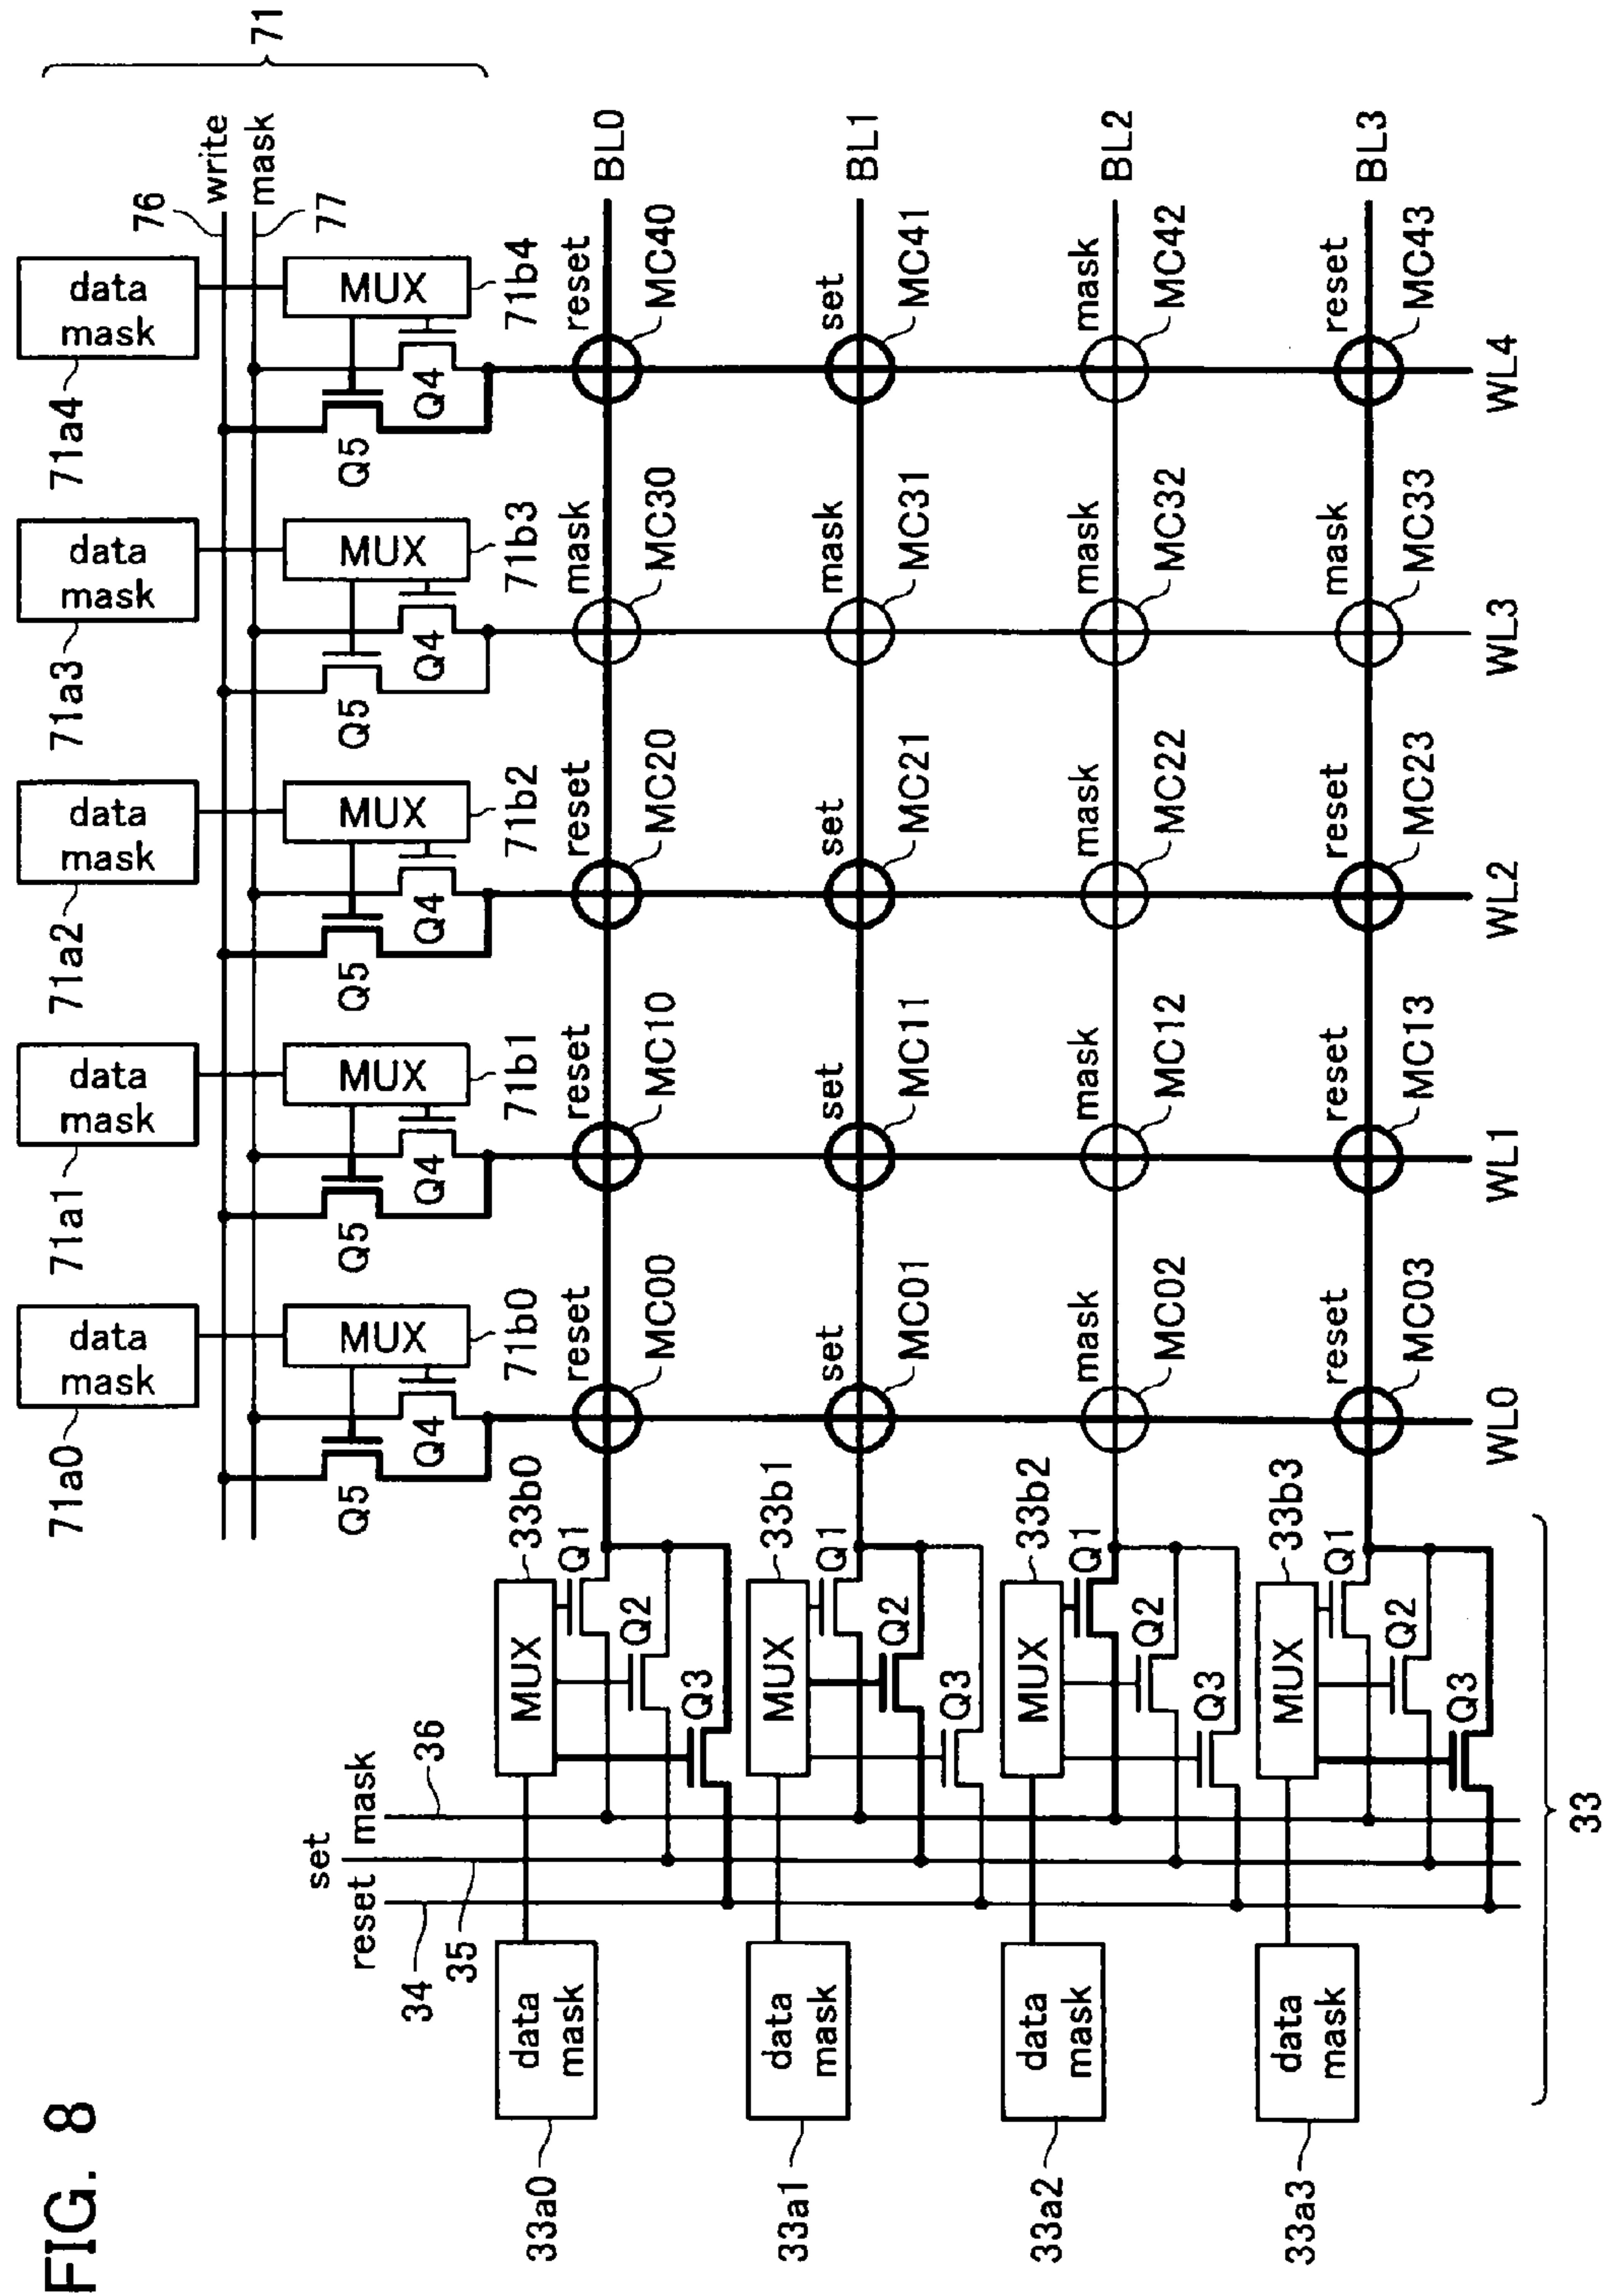 FIG. 8
71
71a0
71a1
71a2
71a3
71a4
data mask
data mask
data mask
data mask
data mask
76
write
mask
77
MUX
MUX
MUX
MUX
MUX
Q5
Q4
71b0
Q5
Q4
71b1
Q5
Q4
71b2
Q5
Q4
71b3
Q5
Q4
71b4
reset
MC00
reset
MC10
reset
MC20
mask
MC30
reset
MC40
BL0
set
MC01
set
MC11
set
MC21
mask
MC31
set
MC41
BL1
mask
MC02
mask
MC12
mask
MC22
mask
MC32
mask
MC42
BL2
reset
MC03
reset
MC13
reset
MC23
mask
MC33
reset
MC43
BL3
WL0
WL1
WL2
WL3
WL4
reset
set
mask
34
35
36
33a0
data mask
MUX
33b0
Q1
Q2
Q3
33a1
data mask
MUX
33b1
Q1
Q2
Q3
33a2
data mask
MUX
33b2
Q1
Q2
Q3
33a3
data mask
MUX
33b3
Q1
Q2
Q3
33